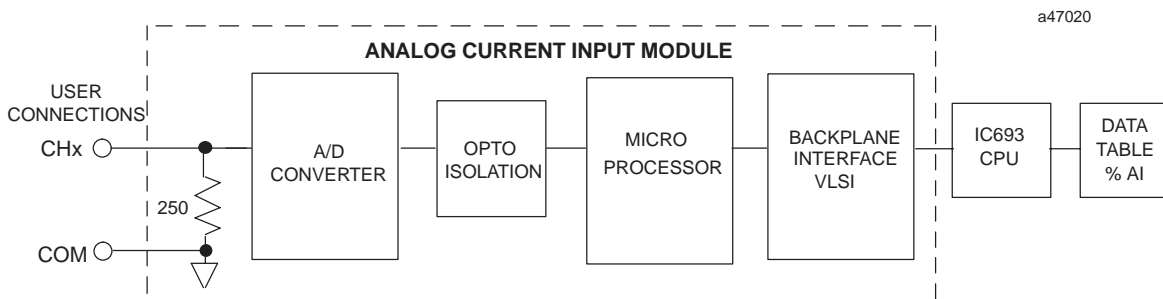 a47020
ANALOG CURRENT INPUT MODULE
USER
CONNECTIONS
CHx
250
COM
A/D
CONVERTER
OPTO
ISOLATION
MICRO
PROCESSOR
BACKPLANE
INTERFACE
VLSI
IC693
CPU
DATA
TABLE
% AI